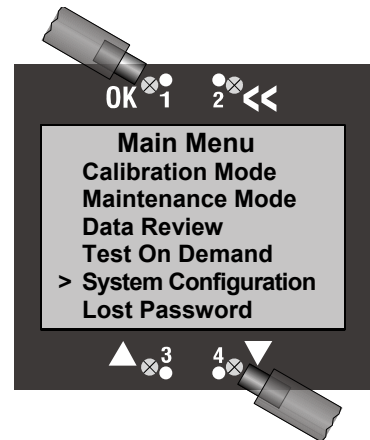 OK 1 2 <<
Main Menu
Calibration Mode
Maintenance Mode
Data Review
Test On Demand
> System Configuration
Lost Password
3 4